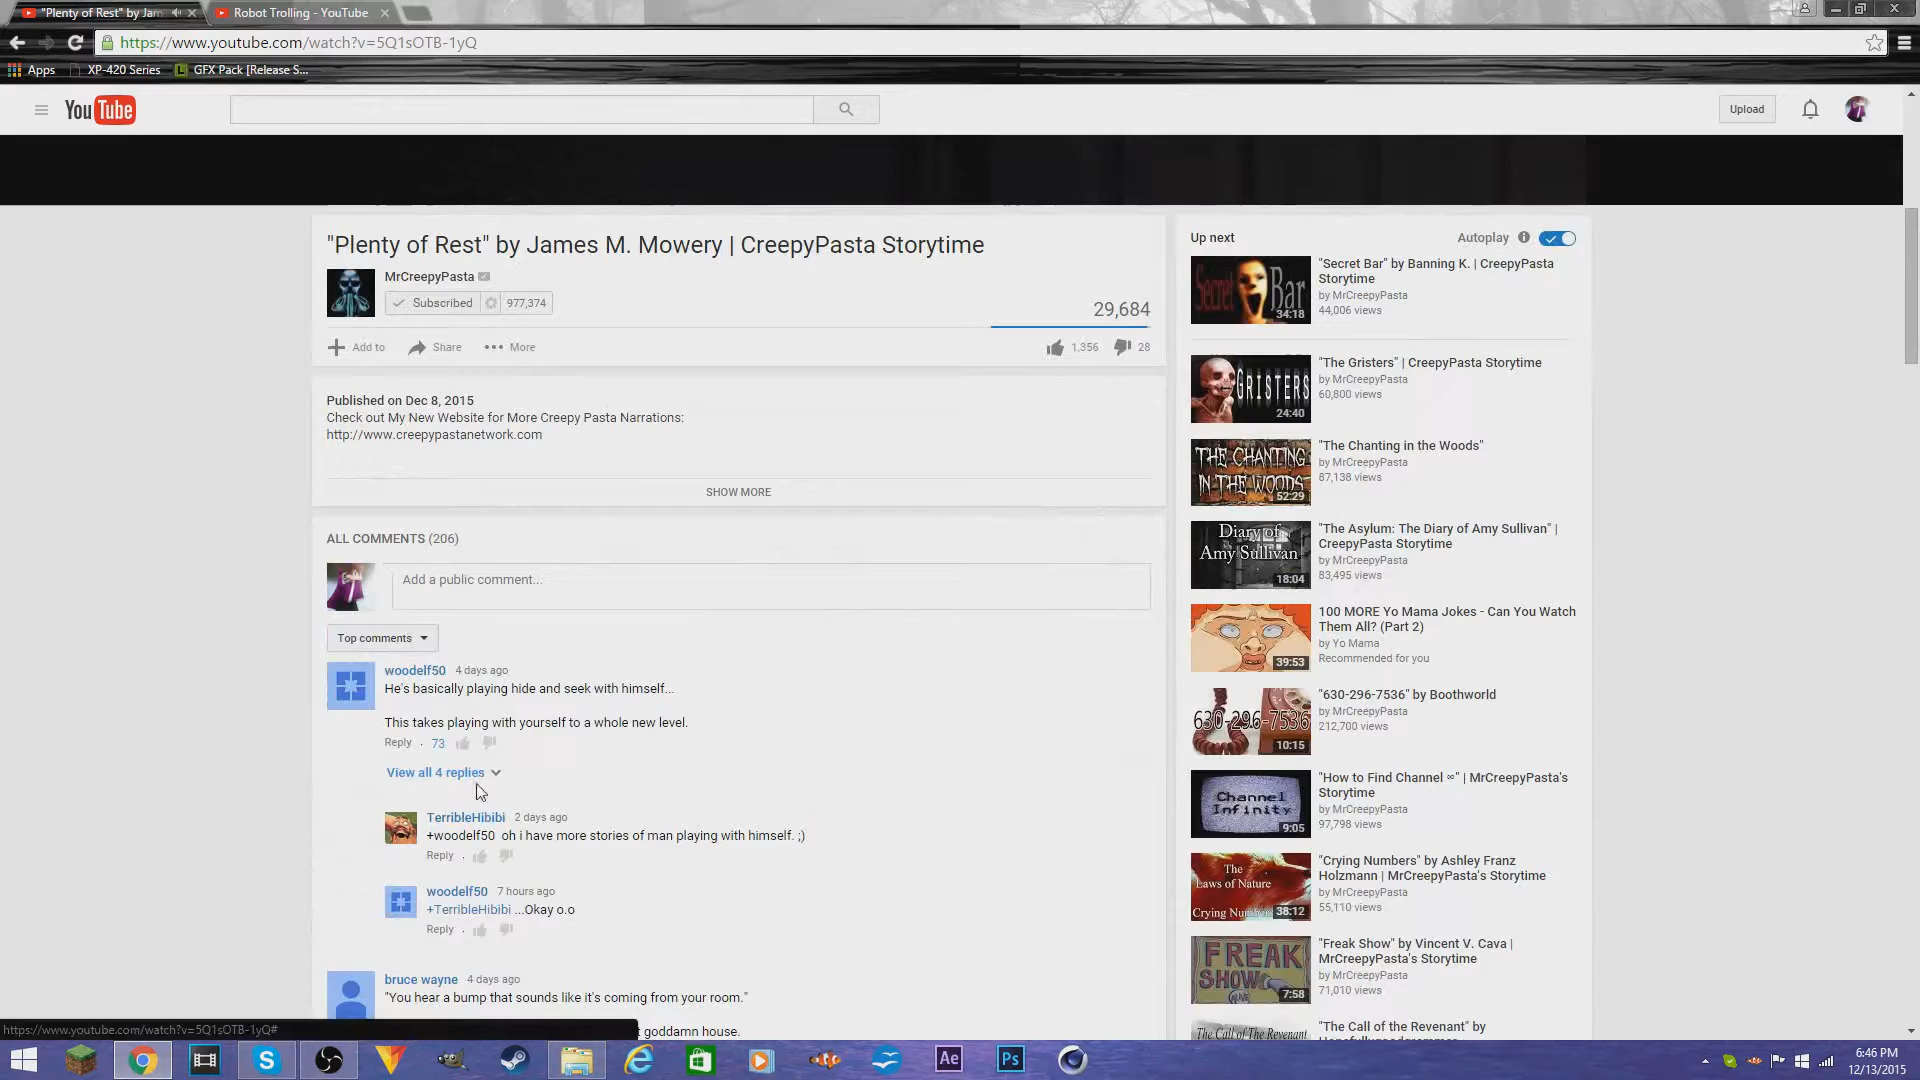 "Plenty of Rest" by Jam
Robot Trolling - YouTube
https://www.youtube.com/watch?v=5Q1sOTB-1yQ
Apps
XP-420 Series
GFX Pack [Release S...
YouTube
Upload
"Plenty of Rest" by James M. Mowery | CreepyPasta Storytime
MrCreepyPasta
Subscribed 977,374
29,684
Add to
Share
More
1,356
28
Published on Dec 8, 2015
Check out My New Website for More Creepy Pasta Narrations:
http://www.creepypastanetwork.com
SHOW MORE
ALL COMMENTS (206)
Add a public comment...
Top comments
woodelf50 4 days ago
He's basically playing hide and seek with himself...
This takes playing with yourself to a whole new level.
Reply . 73
View all 4 replies
TerribleHibibi 2 days ago
+woodelf50 oh i have more stories of man playing with himself. ;)
Reply .
woodelf50 7 hours ago
+TerribleHibibi ...Okay o.o
Reply .
bruce wayne 4 days ago
"You hear a bump that sounds like it's coming from your room."
t goddamn house.
https://www.youtube.com/watch?v=5Q1sOTB-1yQ#
Up next
Autoplay
Secret Bar
34:18
"Secret Bar" by Banning K. | CreepyPasta
Storytime
by MrCreepyPasta
44,006 views
GRISTERS
24:40
"The Gristers" | CreepyPasta Storytime
by MrCreepyPasta
60,800 views
THE CHANTING
IN THE WOODS
52:29
"The Chanting in the Woods"
by MrCreepyPasta
87,138 views
Diary of
Amy Sullivan
18:04
"The Asylum: The Diary of Amy Sullivan" |
CreepyPasta Storytime
by MrCreepyPasta
83,495 views
39:53
100 MORE Yo Mama Jokes - Can You Watch
Them All? (Part 2)
by Yo Mama
Recommended for you
630-296-7536
10:15
"630-296-7536" by Boothworld
by MrCreepyPasta
212,700 views
Channel
Infinity
9:05
"How to Find Channel ∞" | MrCreepyPasta's
Storytime
by MrCreepyPasta
97,798 views
The
Laws of Nature
Crying Numbers
38:12
"Crying Numbers" by Ashley Franz
Holzmann | MrCreepyPasta's Storytime
by MrCreepyPasta
55,110 views
FREAK
SHOW
7:58
"Freak Show" by Vincent V. Cava |
MrCreepyPasta's Storytime
by MrCreepyPasta
71,010 views
The Call of the Revenant
"The Call of the Revenant" by
Ae
Ps
6:46 PM
12/13/2015